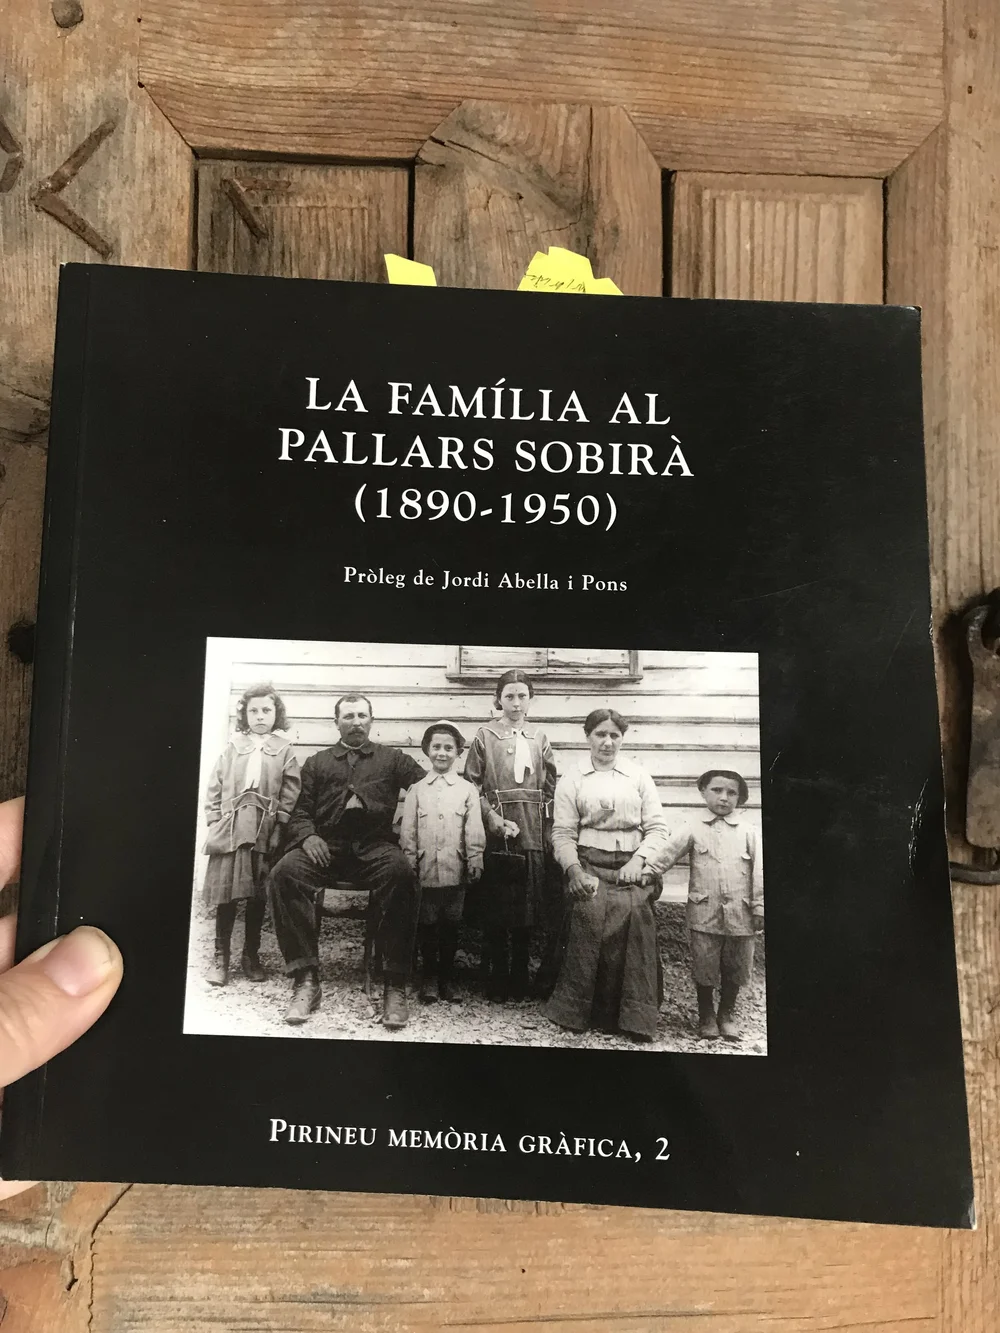 LA FAMÍLIA AL
PALLARS SOBIRÀ
(1890-1950)
Pròleg de Jordi Abella i Pons
PIRINEU MEMÒRIA GRÀFICA, 2